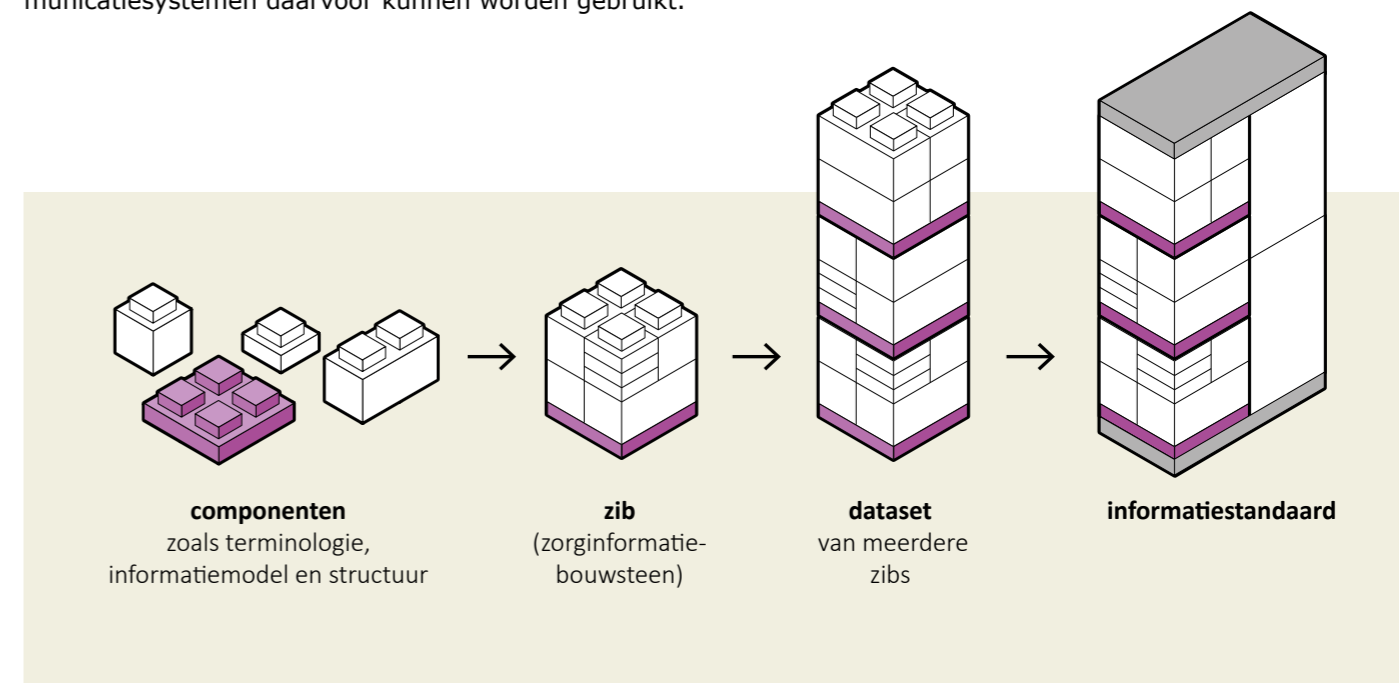 municatiesystemen daarvoor kunnen worden gebruikt.
componenten
zoals terminologie,
informatiemodel en structuur
zib
(zorginformatie-
bouwsteen)
dataset
van meerdere
zibs
informatiestandaard